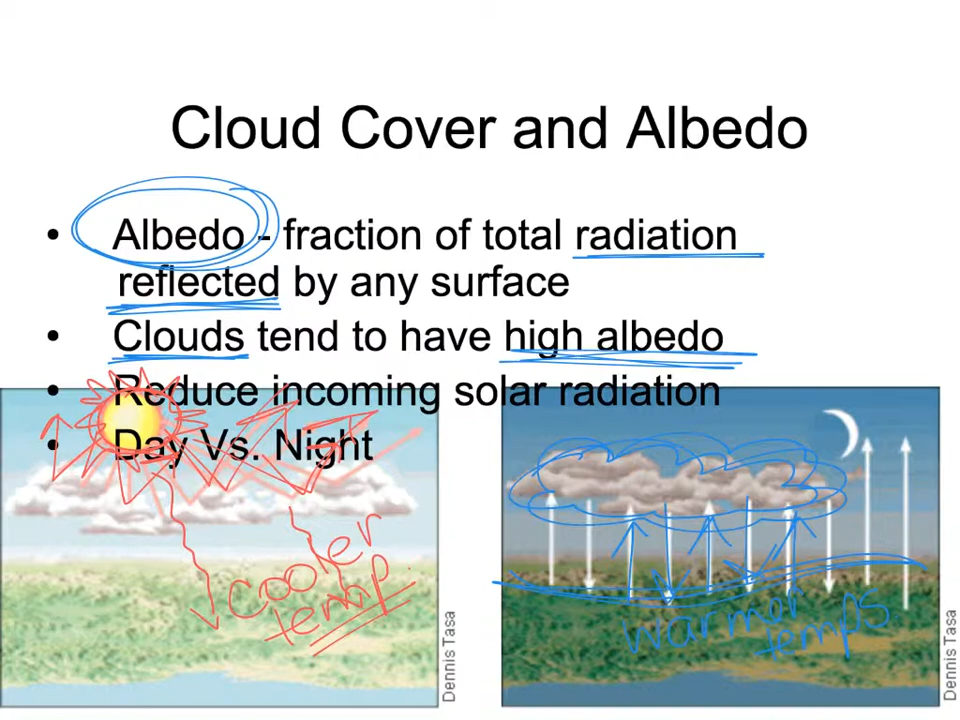 Cloud Cover and Albedo
• Albedo - fraction of total radiation
reflected by any surface
• Clouds tend to have high albedo
• Reduce incoming solar radiation
• Day Vs. Night
cooler
temp.
warmer
temps.
Dennis Tasa
Dennis Tasa